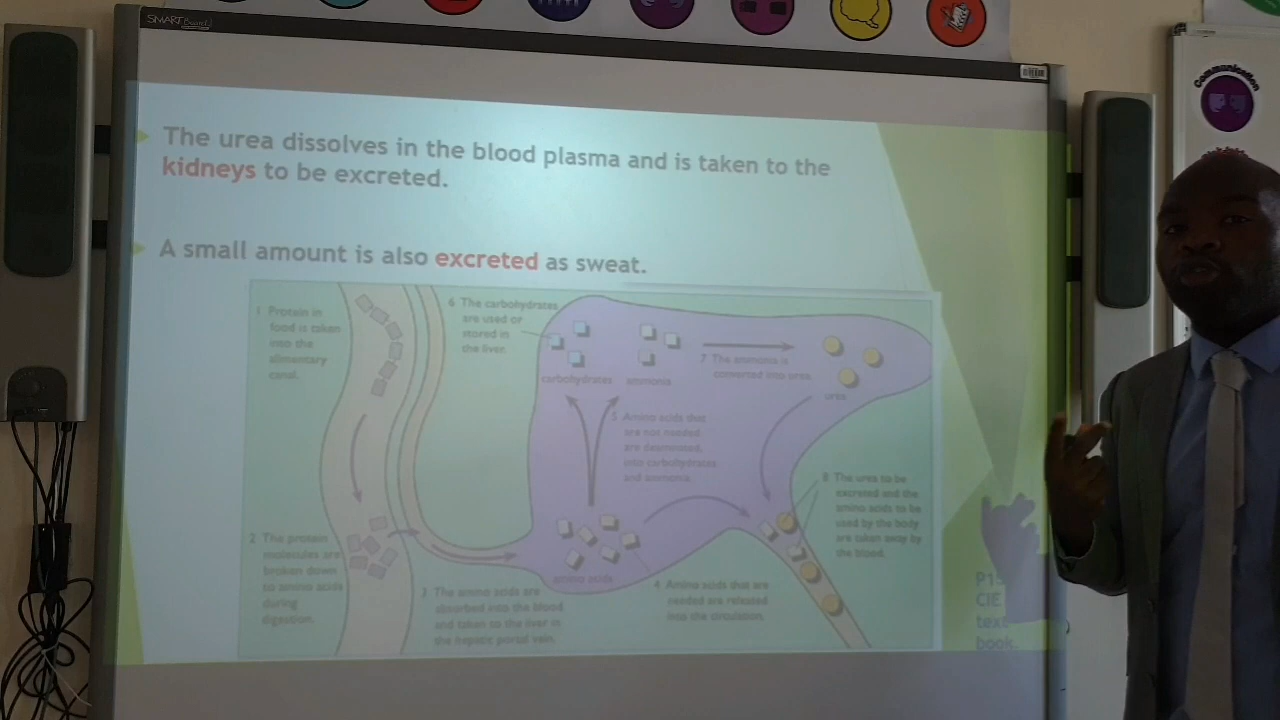 SMART Board
The urea dissolves in the blood plasma and is taken to the
kidneys to be excreted.
A small amount is also excreted as sweat.
1 Protein in
food is taken
into the
alimentary
canal.
6 The carbohydrates
are used or
stored in
the liver.
carbohydrates
ammonia
7 The ammonia is
converted into urea
urea
5 Amino acids that
are not needed
are deaminated,
into carbohydrates
and ammonia
8 The urea to be
excreted and the
amino acids to be
used by the body
are taken away by
the blood.
2 The protein
molecules are
broken down
to amino acids
during
digestion.
amino acids
3 The amino acids are
absorbed into the blood
and taken to the liver in
the hepatic portal vein.
4 Amino acids that are
needed are released
into the circulation.
CIE
text
book.
Communication